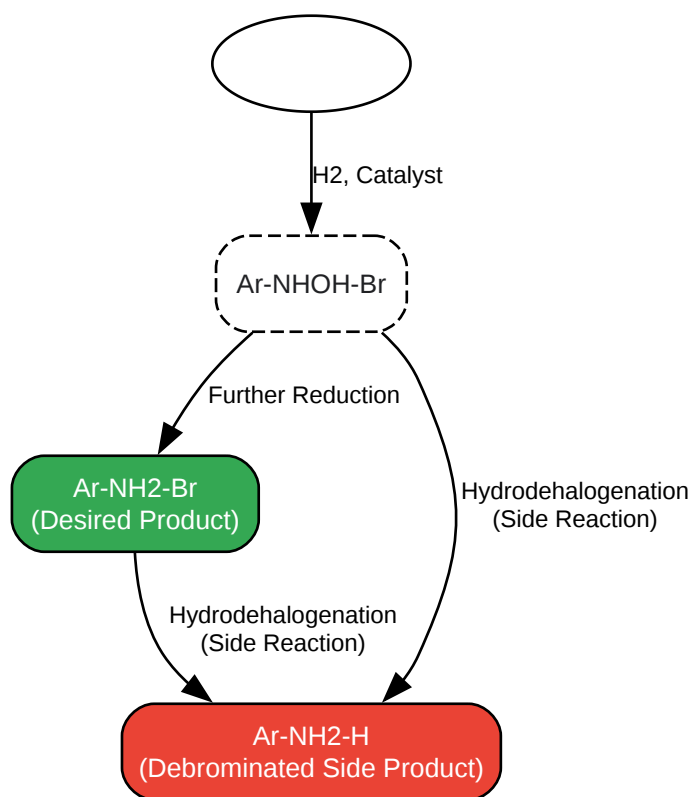 H2, Catalyst
Ar-NHOH-Br
Further Reduction
Ar-NH2-Br
(Desired Product)
Hydrodehalogenation
(Side Reaction)
Hydrodehalogenation
(Side Reaction)
Ar-NH2-H
(Debrominated Side Product)